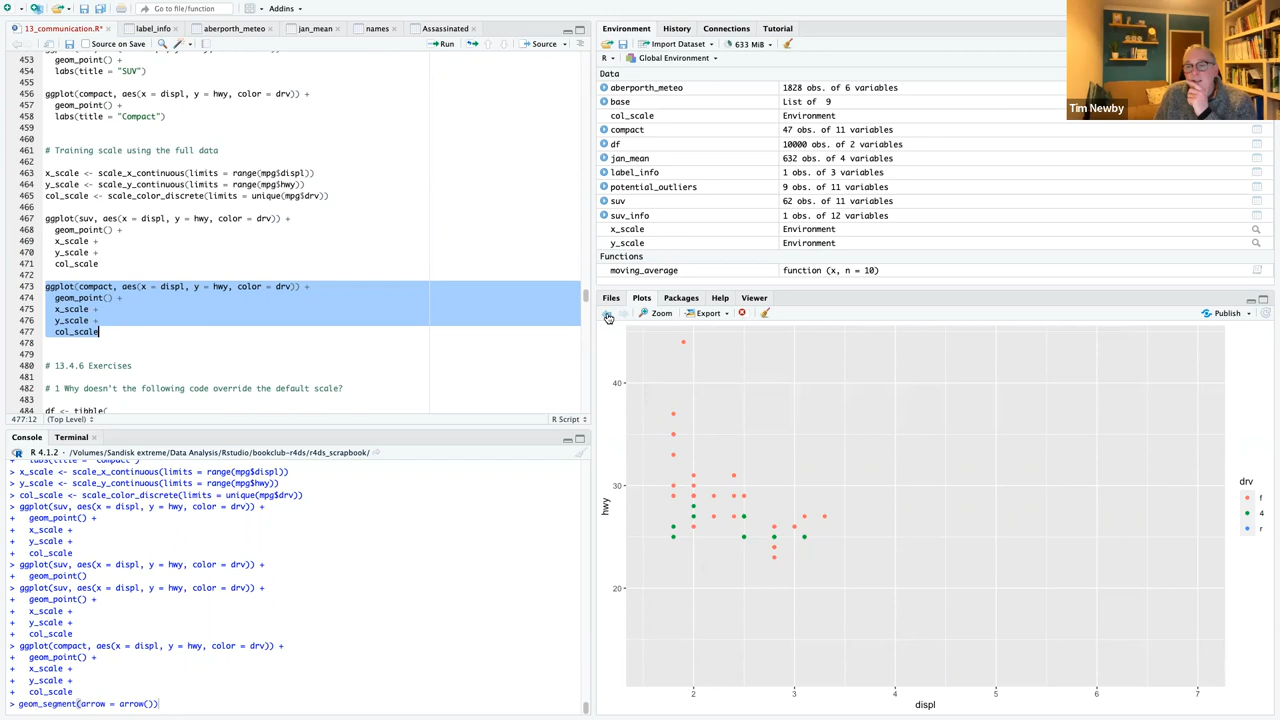 Go to file/function
Addins
13_communication.R*
label_info
aberporth_meteo
jan_mean
names
Assassinated
Source on Save
Run
Source
453
454 labs(title = "SUV")
455
456 ggplot(compact, aes(x = displ, y = hwy, color = drv)) +
457 geom_point() +
458 labs(title = "Compact")
459
460
461 # Training scale using the full data
462
463 x_scale <- scale_x_continuous(limits = range(mpg$displ))
464 y_scale <- scale_y_continuous(limits = range(mpg$hwy))
465 col_scale <- scale_color_discrete(limits = unique(mpg$drv))
466
467 ggplot(suv, aes(x = displ, y = hwy, color = drv)) +
468 geom_point() +
469 x_scale +
470 y_scale +
471 col_scale
472
473 ggplot(compact, aes(x = displ, y = hwy, color = drv)) +
474 geom_point() +
475 x_scale +
476 y_scale +
477 col_scale
478
479
480 # 13.4.6 Exercises
481
482 # 1 Why doesn't the following code override the default scale?
483
484 df <- tibble(
477:12 (Top Level) R Script
Console Terminal
R 4.1.2 · /Volumes/Sandisk extreme/Data Analysis/Rstudio/bookclub-r4ds/r4ds_scrapbook/
> x_scale <- scale_x_continuous(limits = range(mpg$displ))
> y_scale <- scale_y_continuous(limits = range(mpg$hwy))
> col_scale <- scale_color_discrete(limits = unique(mpg$drv))
> ggplot(suv, aes(x = displ, y = hwy, color = drv)) +
+ geom_point() +
+ x_scale +
+ y_scale +
+ col_scale
> ggplot(suv, aes(x = displ, y = hwy, color = drv)) +
+ geom_point()
> ggplot(suv, aes(x = displ, y = hwy, color = drv)) +
+ geom_point() +
+ x_scale +
+ y_scale +
+ col_scale
> ggplot(compact, aes(x = displ, y = hwy, color = drv)) +
+ geom_point() +
+ x_scale +
+ y_scale +
+ col_scale
> geom_segment(arrow = arrow())
Environment History Connections Tutorial
Import Dataset 633 MiB
R Global Environment
Data
aberporth_meteo 1828 obs. of 6 variables
base List of 9
col_scale Environment
compact 47 obs. of 11 variables
df 10000 obs. of 2 variables
jan_mean 632 obs. of 4 variables
label_info 1 obs. of 3 variables
potential_outliers 9 obs. of 11 variables
suv 62 obs. of 11 variables
suv_info 1 obs. of 12 variables
x_scale Environment
y_scale Environment
Functions
moving_average function (x, n = 10)
Files Plots Packages Help Viewer
Zoom Export Publish
40
30
20
hwy
2 3 4 5 6 7
displ
drv
f
4
r
Tim Newby